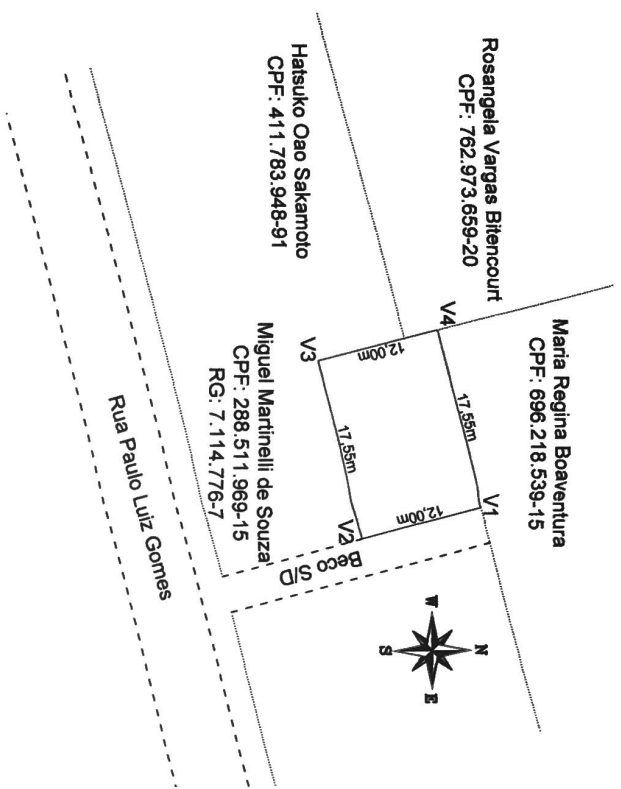 Rosangela Vargas Bitencourt
CPF: 762.973.659-20
Maria Regina Boaventura
CPF: 696.218.539-15
Hatsuko Oao Sakamoto
CPF: 411.783.948-91
V4
V1
17,55m
12,00m
12,00m
V3
17,55m
V2
Miguel Martinelli de Souza
CPF: 288.511.969-15
RG: 7.114.776-7
Beco S/D
Rua Paulo Luiz Gomes
N
W
E
S